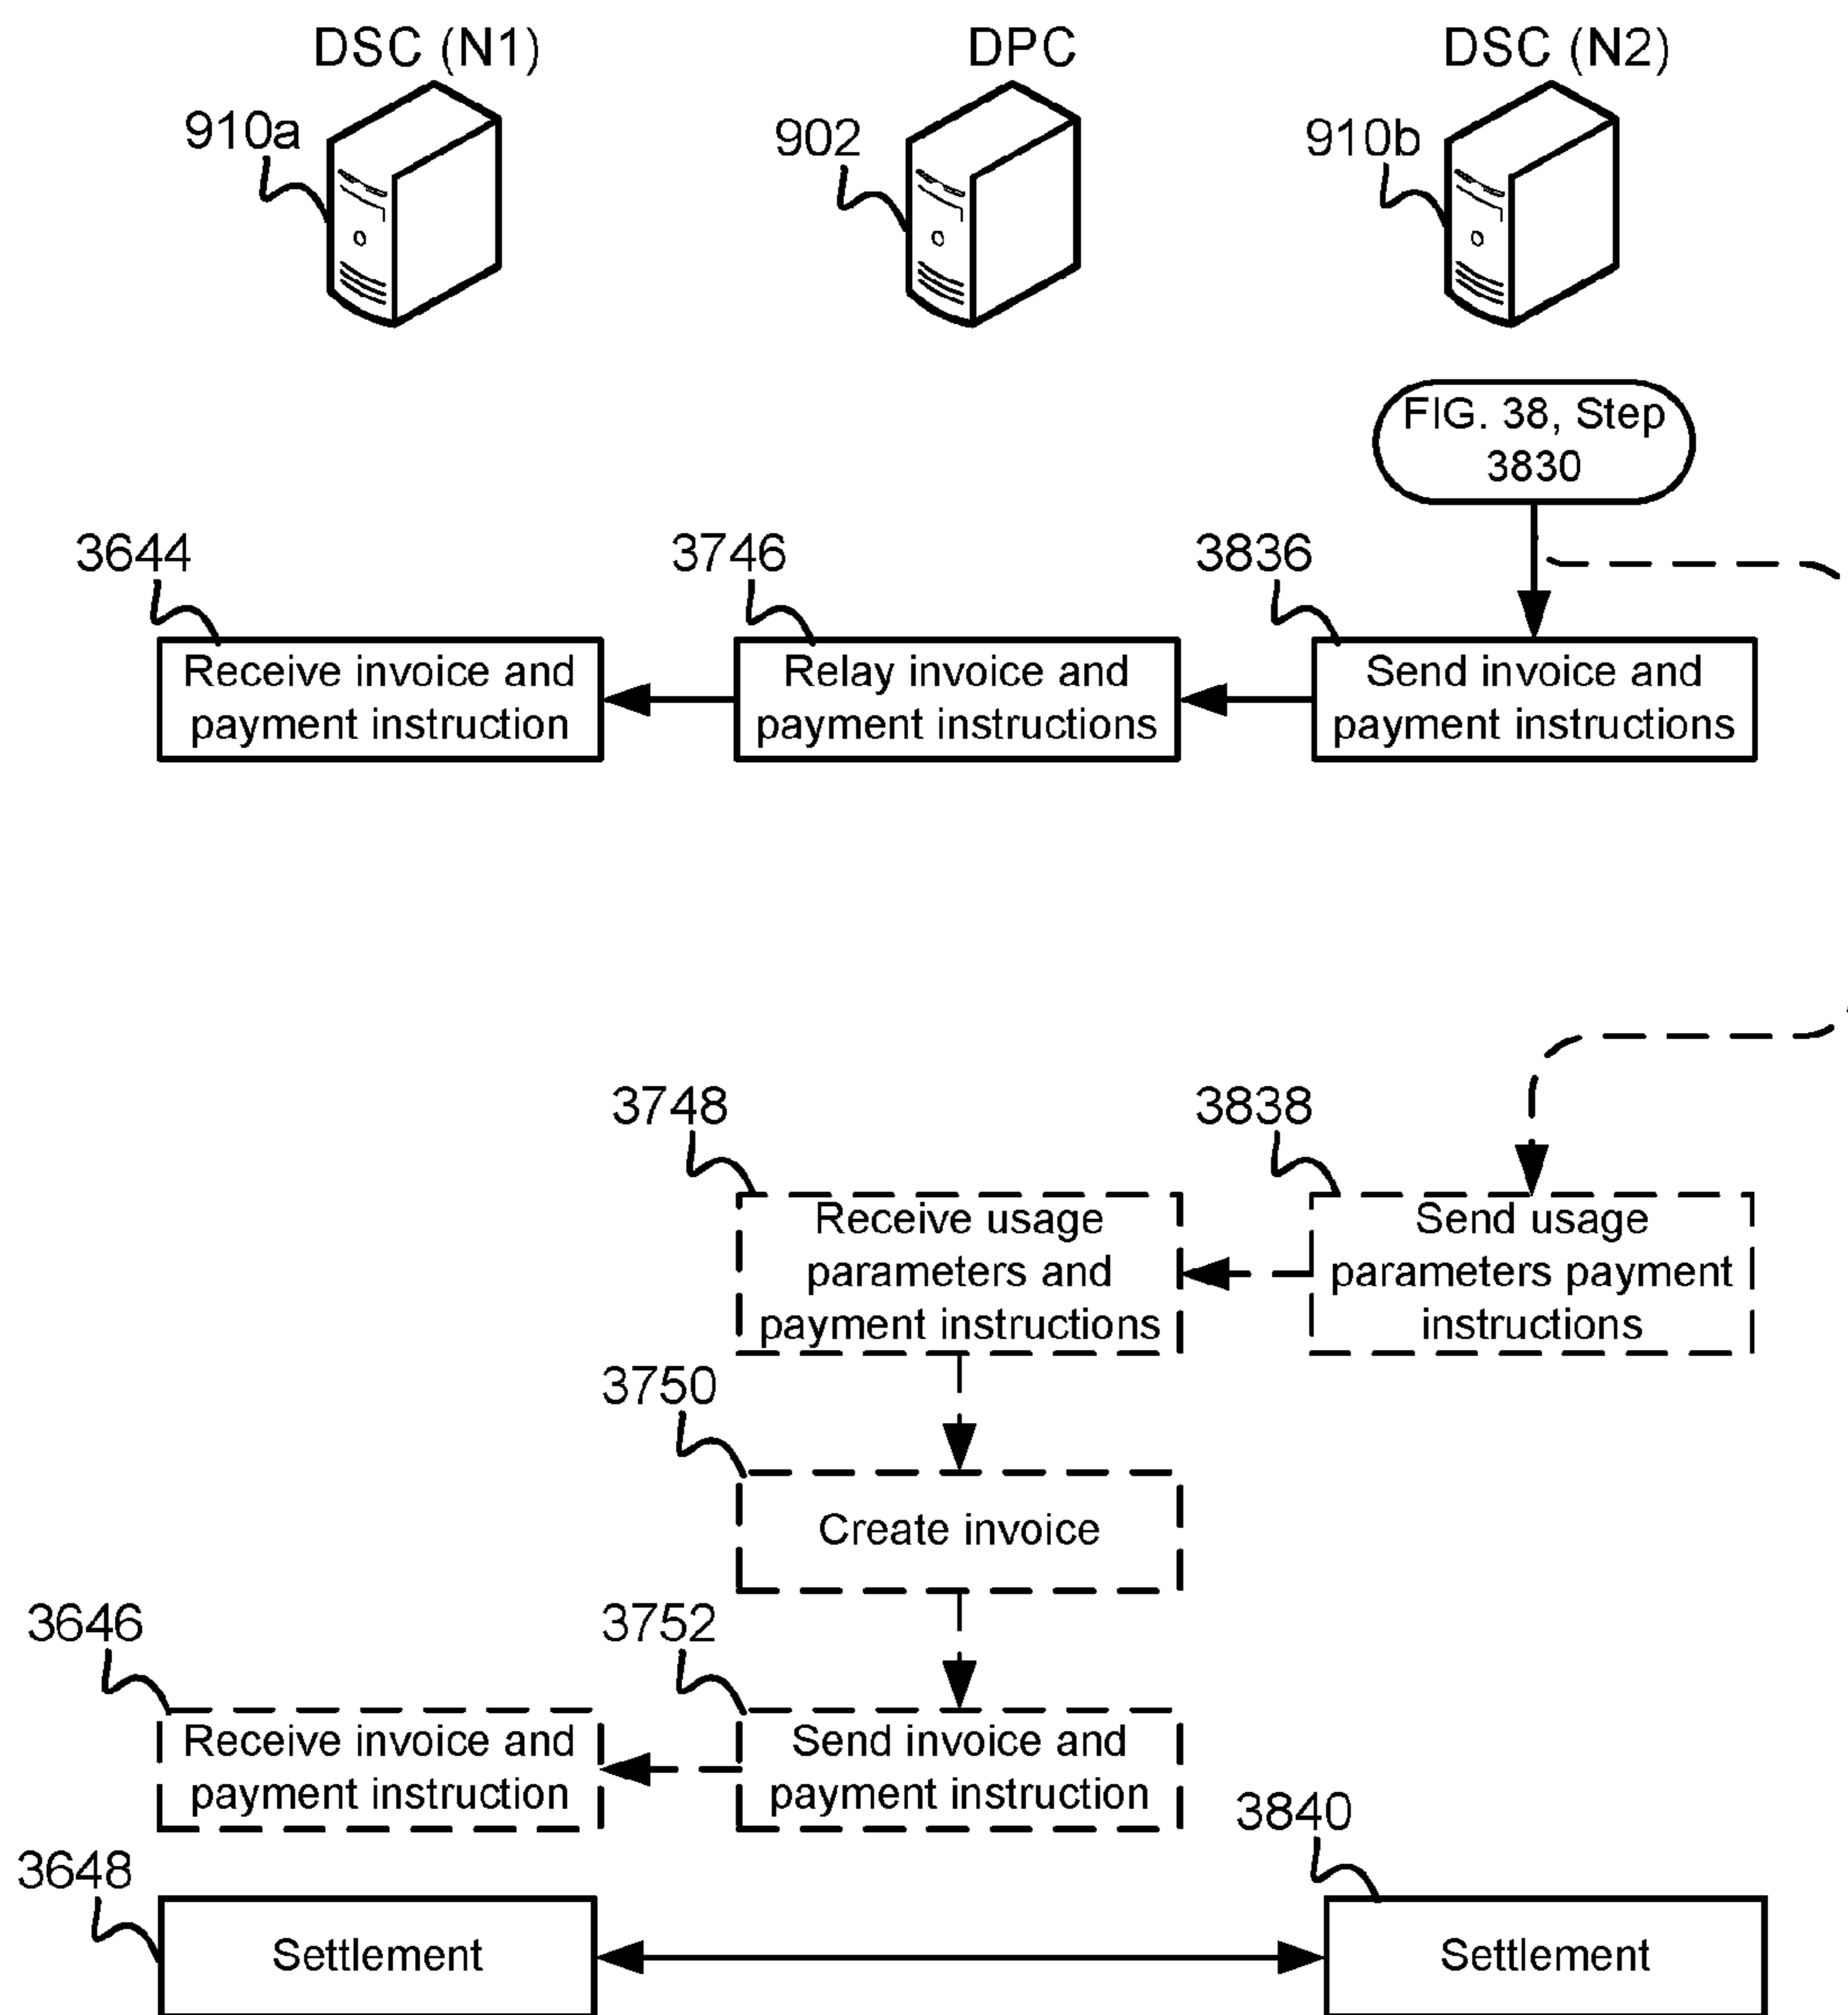 DSC (N1)
DPC
DSC (N2)
910a
902
910b
FIG. 38, Step
3830
3644
3746
3836
Receive invoice and
payment instruction
Relay invoice and
payment instructions
Send invoice and
payment instructions
3748
3838
Receive usage
parameters and
payment instructions
Send usage
parameters payment
instructions
3750
Create invoice
3646
3752
Receive invoice and
payment instruction
Send invoice and
payment instruction
3840
3648
Settlement
Settlement